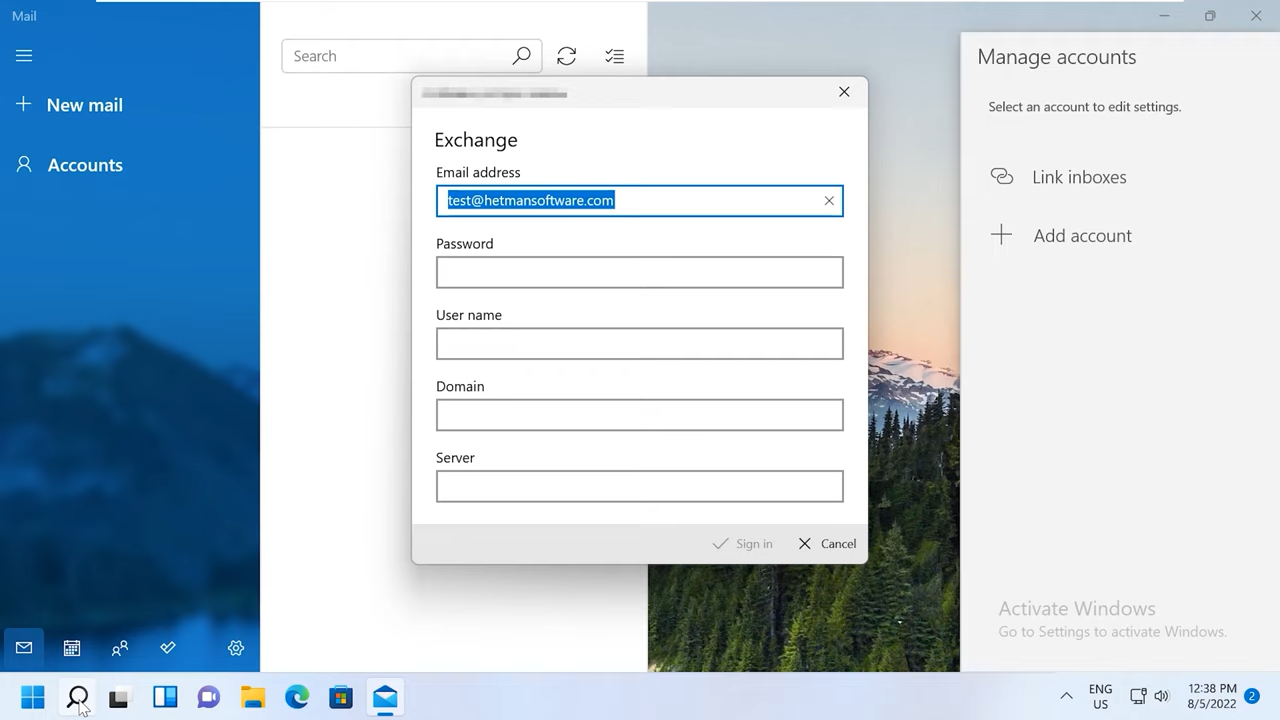 Mail
New mail
Accounts
Search
Exchange
Email address
test@hetmansoftware.com
Password
User name
Domain
Server
Sign in
Cancel
Manage accounts
Select an account to edit settings.
Link inboxes
Add account
Activate Windows
Go to Settings to activate Windows.
ENG
US
12:38 PM
8/5/2022
2